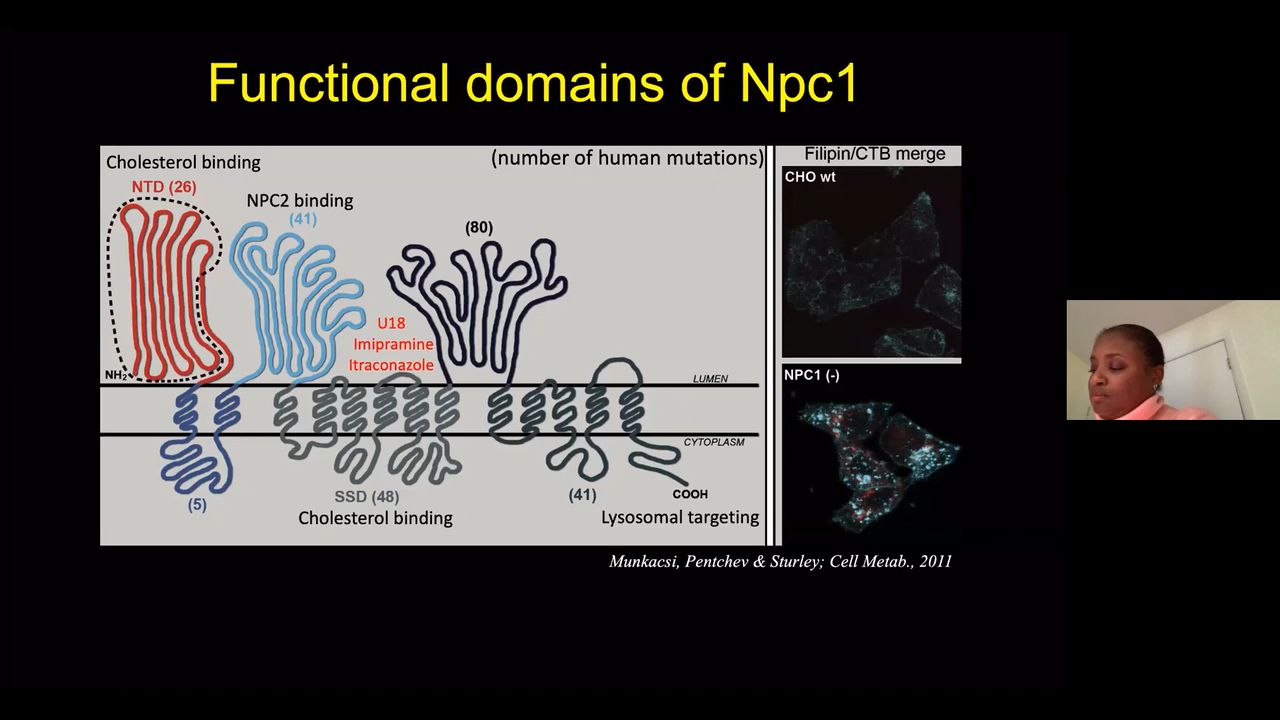 Functional domains of Npc1
Cholesterol binding
(number of human mutations)
Filipin/CTB merge
NTD (26)
CHO wt
NPC2 binding
(41)
(80)
U18
Imipramine
Itraconazole
NH2
LUMEN
NPC1 (-)
CYTOPLASM
(5)
SSD (48)
(41)
COOH
Cholesterol binding
Lysosomal targeting
Munkacsi, Pentchev & Sturley; Cell Metab., 2011